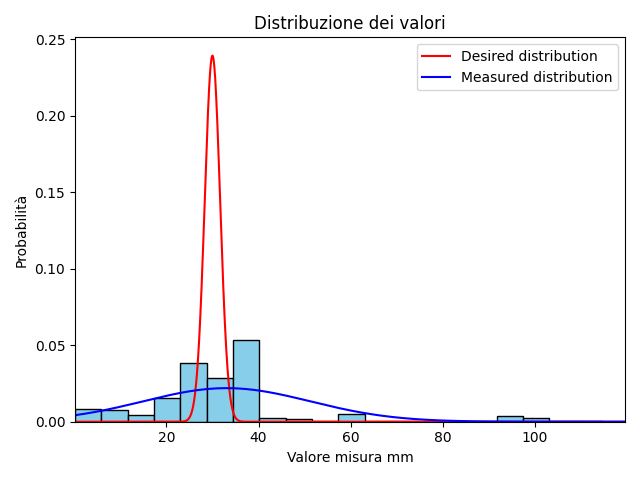 Distribuzione dei valori
0.25
0.20
0.15
0.10
0.05
0.00
Probabilità
Desired distribution
Measured distribution
20 40 60 80 100
Valore misura mm